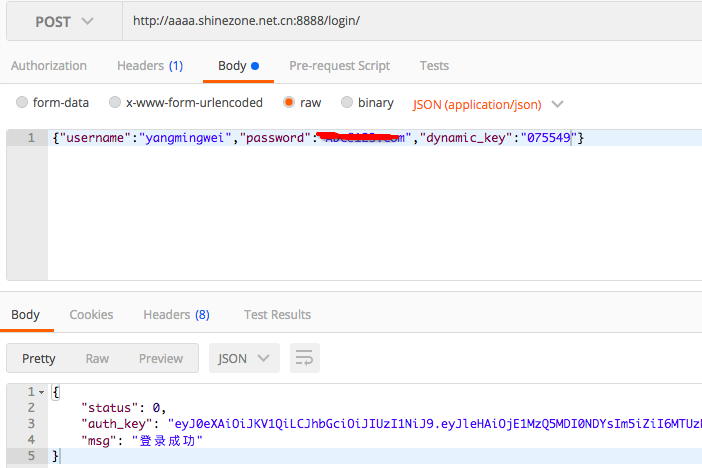 POST http://aaaa.shinezone.net.cn:8888/login/
Authorization Headers (1) Body Pre-request Script Tests
form-data x-www-form-urlencoded raw binary JSON (application/json)
1 {"username":"yangmingwei","password": ","dynamic_key":"075549"}
Body Cookies Headers (8) Test Results
Pretty Raw Preview JSON
1 {
2 "status": 0,
3 "auth_key": "eyJ0eXAiOiJKV1QiLCJhbGciOiJIUzI1NiJ9.eyJleHAiOjE1MzQ5MDI0NDYsIm5iZiI6MTUz
4 "msg": "登录成功"
5 }